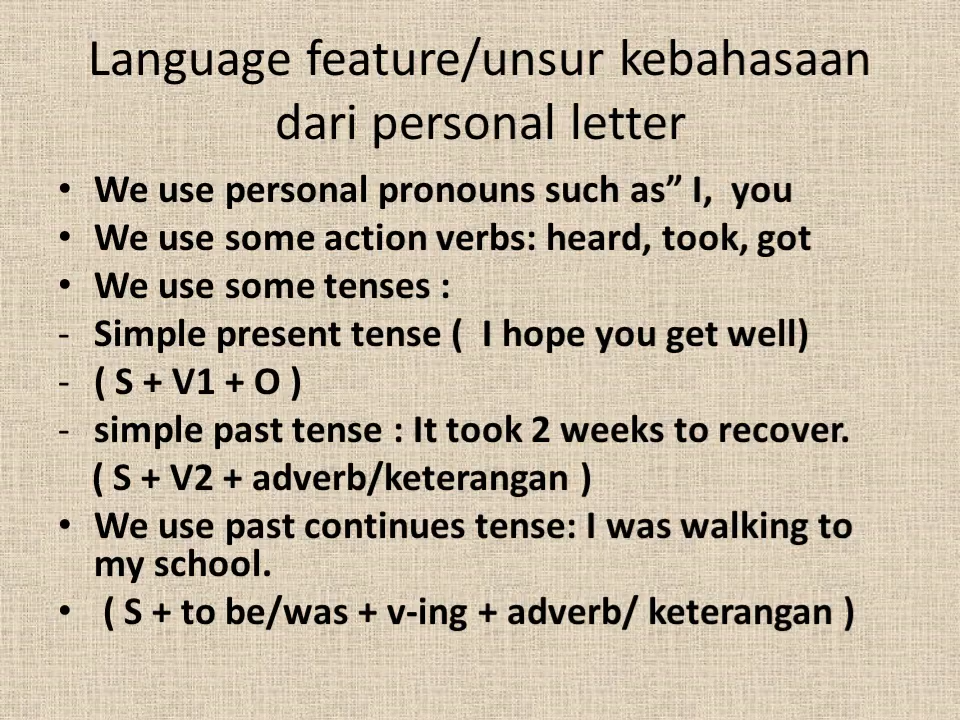 Language feature/unsur kebahasaan
dari personal letter
• We use personal pronouns such as” I, you
• We use some action verbs: heard, took, got
• We use some tenses :
- Simple present tense ( I hope you get well)
- ( S + V1 + O )
- simple past tense : It took 2 weeks to recover.
( S + V2 + adverb/keterangan )
• We use past continues tense: I was walking to
my school.
• ( S + to be/was + v-ing + adverb/ keterangan )